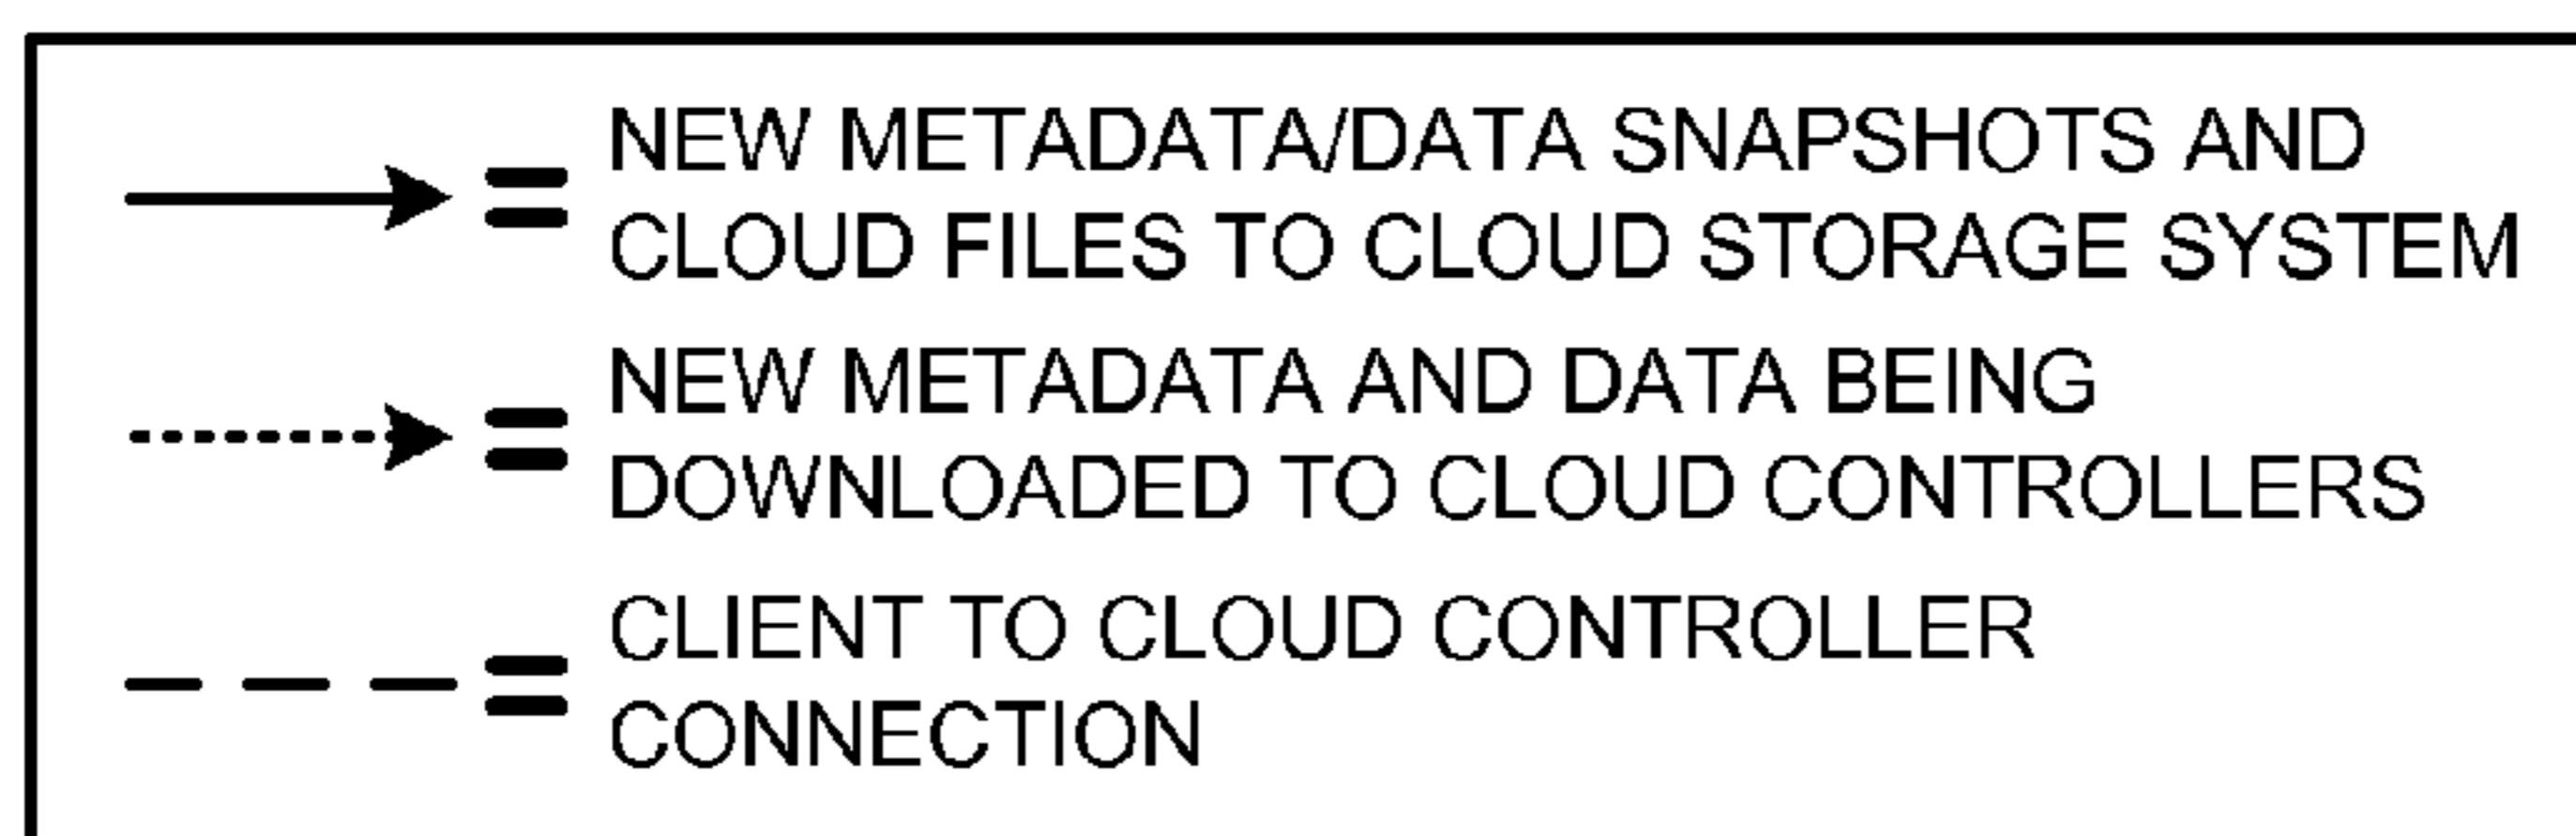 = NEW METADATA/DATA SNAPSHOTS AND
CLOUD FILES TO CLOUD STORAGE SYSTEM
= NEW METADATA AND DATA BEING
DOWNLOADED TO CLOUD CONTROLLERS
= CLIENT TO CLOUD CONTROLLER
CONNECTION